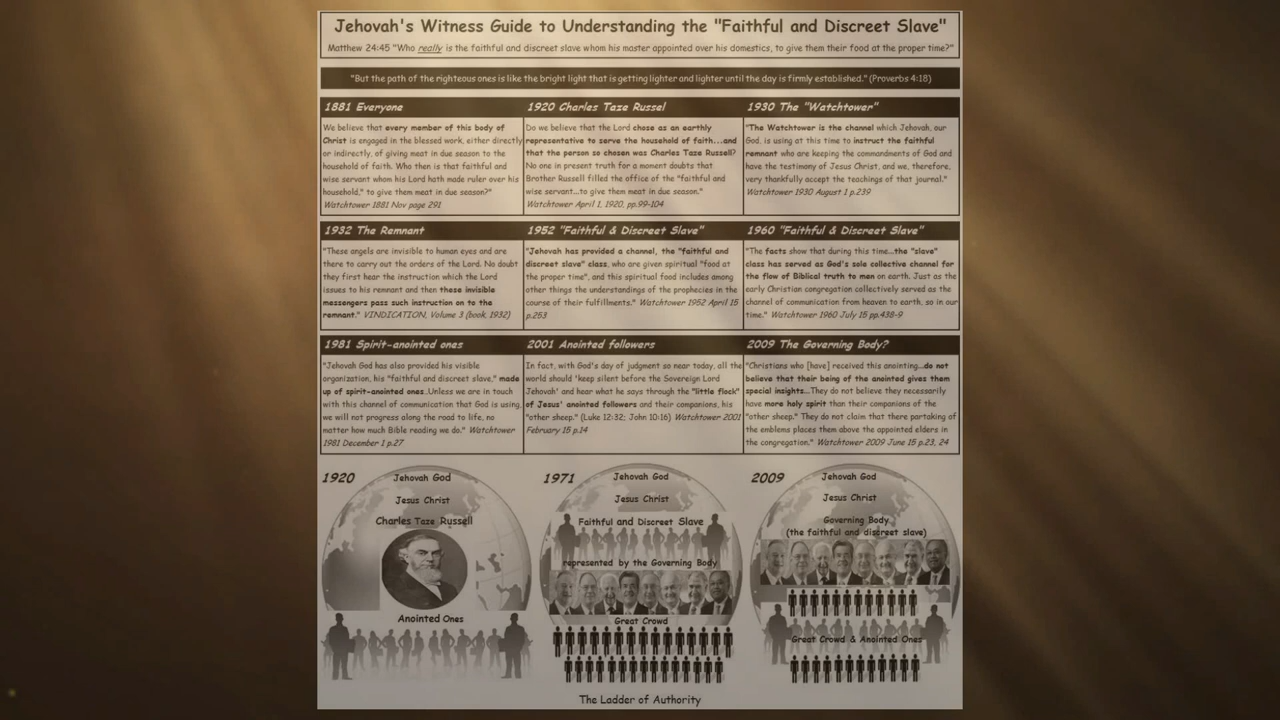 Jehovah's Witness Guide to Understanding the "Faithful and Discreet Slave"
Matthew 24:45 "Who really is the faithful and discreet slave whom his master appointed over his domestics, to give them their food at the proper time?"
"But the path of the righteous ones is like the bright light that is getting lighter and lighter until the day is firmly established." (Proverbs 4:18)
1881 Everyone
We believe that every member of this body of
Christ is engaged in the blessed work, either directly
or indirectly, of giving meat in due season to the
household of faith. Who then is that faithful and
wise servant whom his Lord hath made ruler over his
household," to give them meat in due season?"
Watchtower 1881 Nov page 291
1920 Charles Taze Russel
Do we believe that the Lord chose as an earthly
representative to serve the household of faith...and
that the person so chosen was Charles Taze Russell?
No one in present truth for a moment doubts that
Brother Russell filled the office of the "faithful and
wise servant...to give them meat in due season."
Watchtower April 1, 1920, pp.99-104
1930 The "Watchtower"
"The Watchtower is the channel which Jehovah, our
God, is using at this time to instruct the faithful
remnant who are keeping the commandments of God and
have the testimony of Jesus Christ, and we, therefore,
very thankfully accept the teachings of that journal."
Watchtower 1930 August 1 p.239
1932 The Remnant
"These angels are invisible to human eyes and are
there to carry out the orders of the Lord. No doubt
they first hear the instruction which the Lord
issues to his remnant and then these invisible
messengers pass such instruction on to the
remnant." VINDICATION, Volume 3 (book, 1932)
1952 "Faithful & Discreet Slave"
"Jehovah has provided a channel, the "faithful and
discreet slave" class, who are given spiritual "food at
the proper time", and this spiritual food includes among
other things the understanding of the prophecies in the
course of their fulfillments." Watchtower 1952 April 15
p.253
1960 "Faithful & Discreet Slave"
"The facts show that during this time...the "slave"
class has served as God's sole collective channel for
the flow of Biblical truth to men on earth. Just as the
early Christian congregation collectively served as the
channel of communication from heaven to earth, so in our
time." Watchtower 1960 July 15 pp.438-9
1981 Spirit-anointed ones
"Jehovah God has also provided his visible
organization, his "faithful and discreet slave," made
up of spirit-anointed ones.Unless we are in touch
with this channel of communication that God is using,
we will not progress along the road to life, no
matter how much Bible reading we do." Watchtower
1981 December 1 p.27
2001 Anointed followers
In fact, with God's day of judgment so near today, all the
world should 'keep silent before the Sovereign Lord
Jehovah' and hear what he says through the "little flock"
of Jesus' anointed followers and their companions, his
"other sheep." (Luke 12:32; John 10:16) Watchtower 2001
February 15 p.14
2009 The Governing Body?
"Christians who [have] received this anointing...do not
believe that their being of the anointed gives them
special insights...They do not believe they necessarily
have more holy spirit than their companions of the
"other sheep." They do not claim that there partaking of
the emblems places them above the appointed elders in
the congregation." Watchtower 2009 June 15 p.23, 24
1920
Jehovah God
Jesus Christ
Charles Taze Russell
Anointed Ones
1971
Jehovah God
Jesus Christ
Faithful and Discreet Slave
represented by the Governing Body
Great Crowd
2009
Jehovah God
Jesus Christ
Governing Body
(the faithful and discreet slave)
Great Crowd & Anointed Ones
The Ladder of Authority